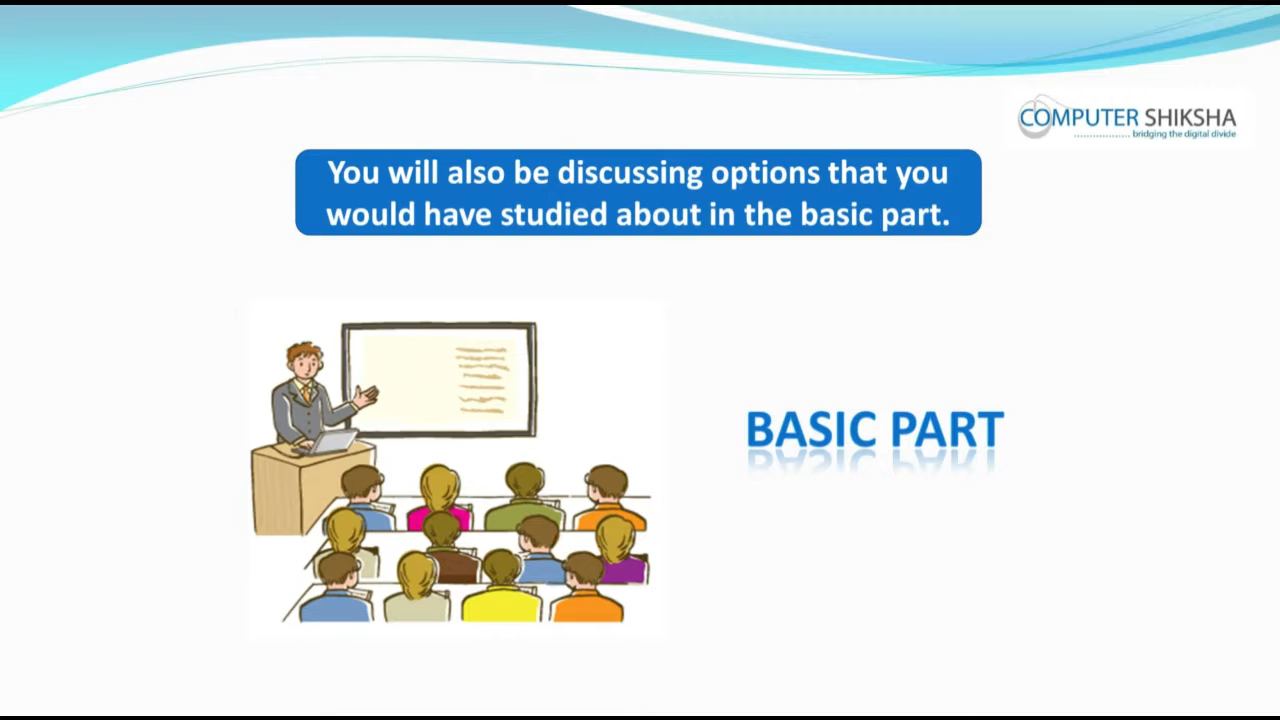 COMPUTER SHIKSHA
bridging the digital divide
You will also be discussing options that you
would have studied about in the basic part.
BASIC PART